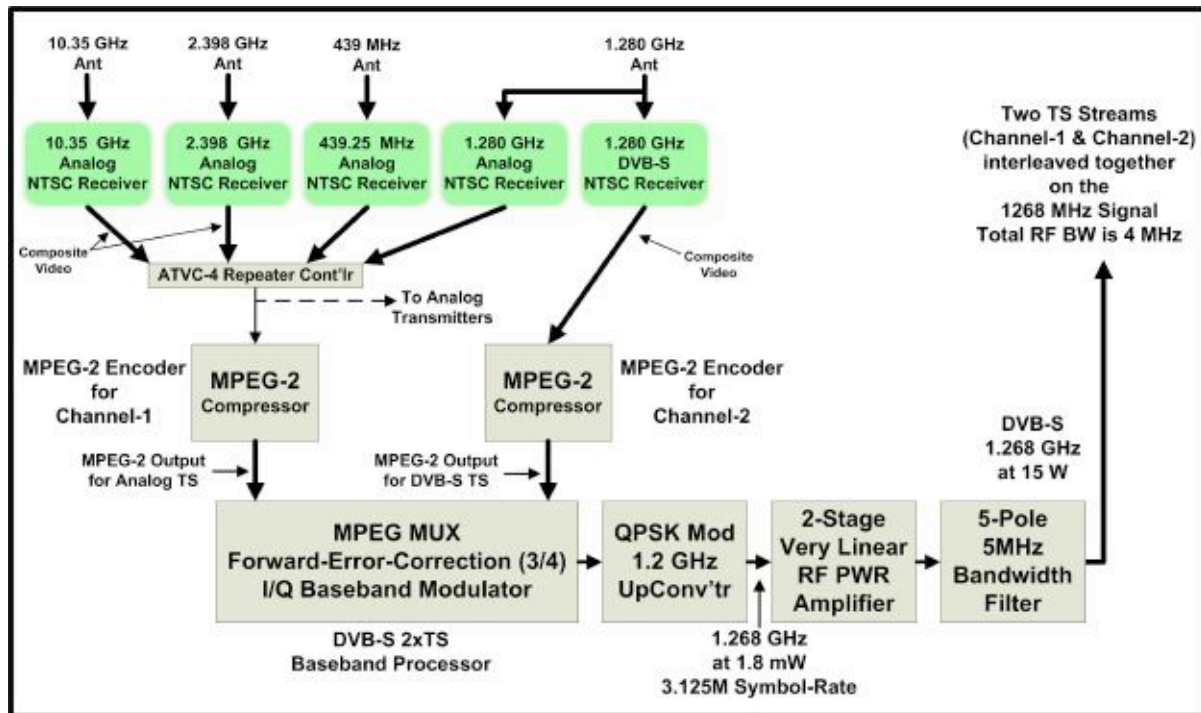 10.35 GHz
Ant
2.398 GHz
Ant
439 MHz
Ant
1.280 GHz
Ant
10.35 GHz
Analog
NTSC Receiver
2.398 GHz
Analog
NTSC Receiver
439.25 MHz
Analog
NTSC Receiver
1.280 GHz
Analog
NTSC Receiver
1.280 GHz
DVB-S
NTSC Receiver
Two TS Streams
(Channel-1 & Channel-2)
interleaved together
on the
1268 MHz Signal
Total RF BW is 4 MHz
Composite
Video
Composite
Video
ATVC-4 Repeater Cont'lr
To Analog
Transmitters
MPEG-2 Encoder
for
Channel-1
MPEG-2
Compressor
MPEG-2
Compressor
MPEG-2 Encoder
for
Channel-2
MPEG-2 Output
for Analog TS
MPEG-2 Output
for DVB-S TS
DVB-S
1.268 GHz
at 15 W
MPEG MUX
Forward-Error-Correction (3/4)
I/Q Baseband Modulator
QPSK Mod
1.2 GHz
UpConv'tr
2-Stage
Very Linear
RF PWR
Amplifier
5-Pole
5MHz
Bandwidth
Filter
DVB-S 2xTS
Baseband Processor
1.268 GHz
at 1.8 mW
3.125M Symbol-Rate